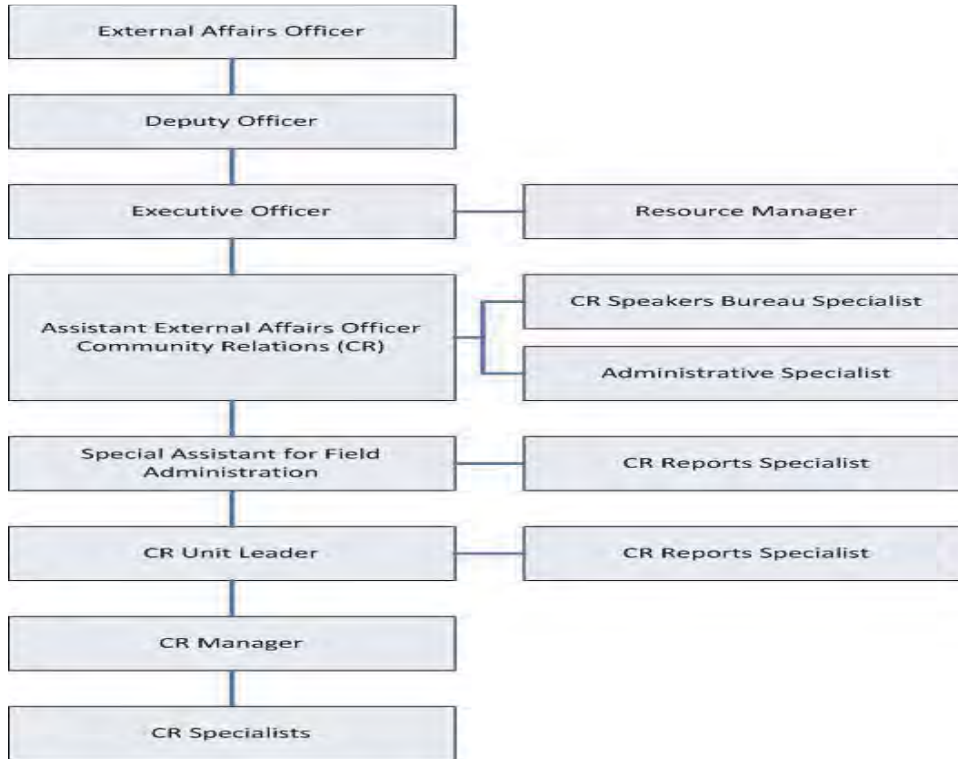 External Affairs Officer
Deputy Officer
Executive Officer
Resource Manager
Assistant External Affairs Officer
Community Relations (CR)
CR Speakers Bureau Specialist
Administrative Specialist
Special Assistant for Field
Administration
CR Reports Specialist
CR Unit Leader
CR Reports Specialist
CR Manager
CR Specialists